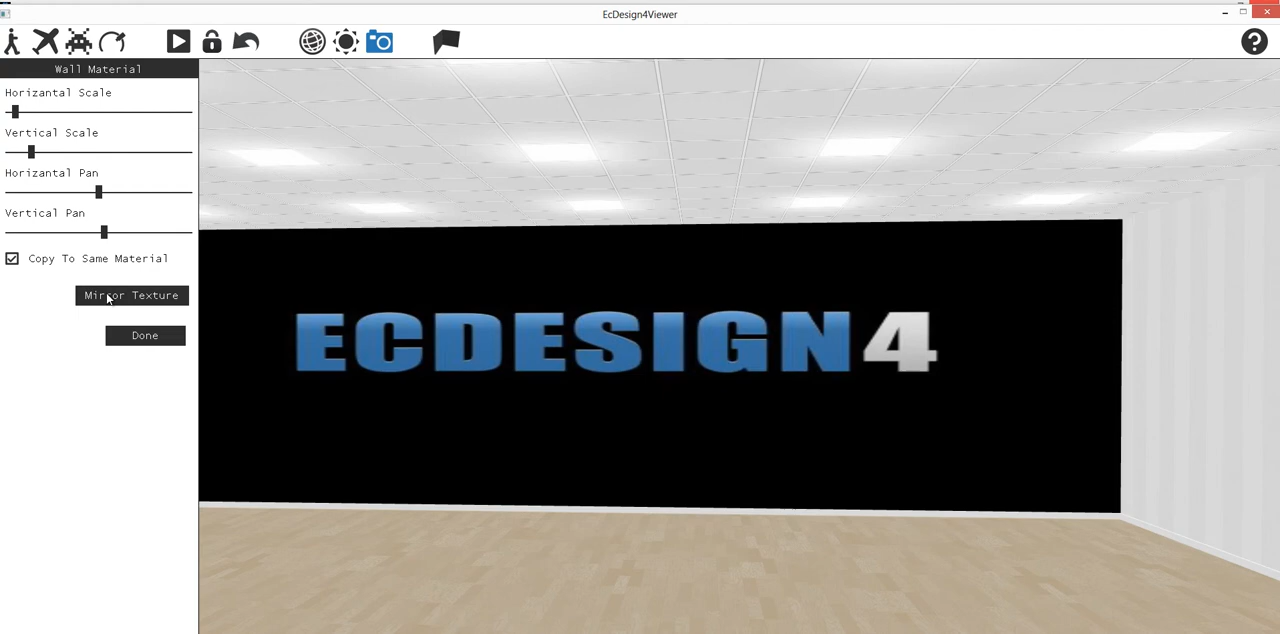 EcDesign4Viewer
Wall Material
Horizantal Scale
Vertical Scale
Horizantal Pan
Vertical Pan
Copy To Same Material
Mirror Texture
Done
ECDESIGN4